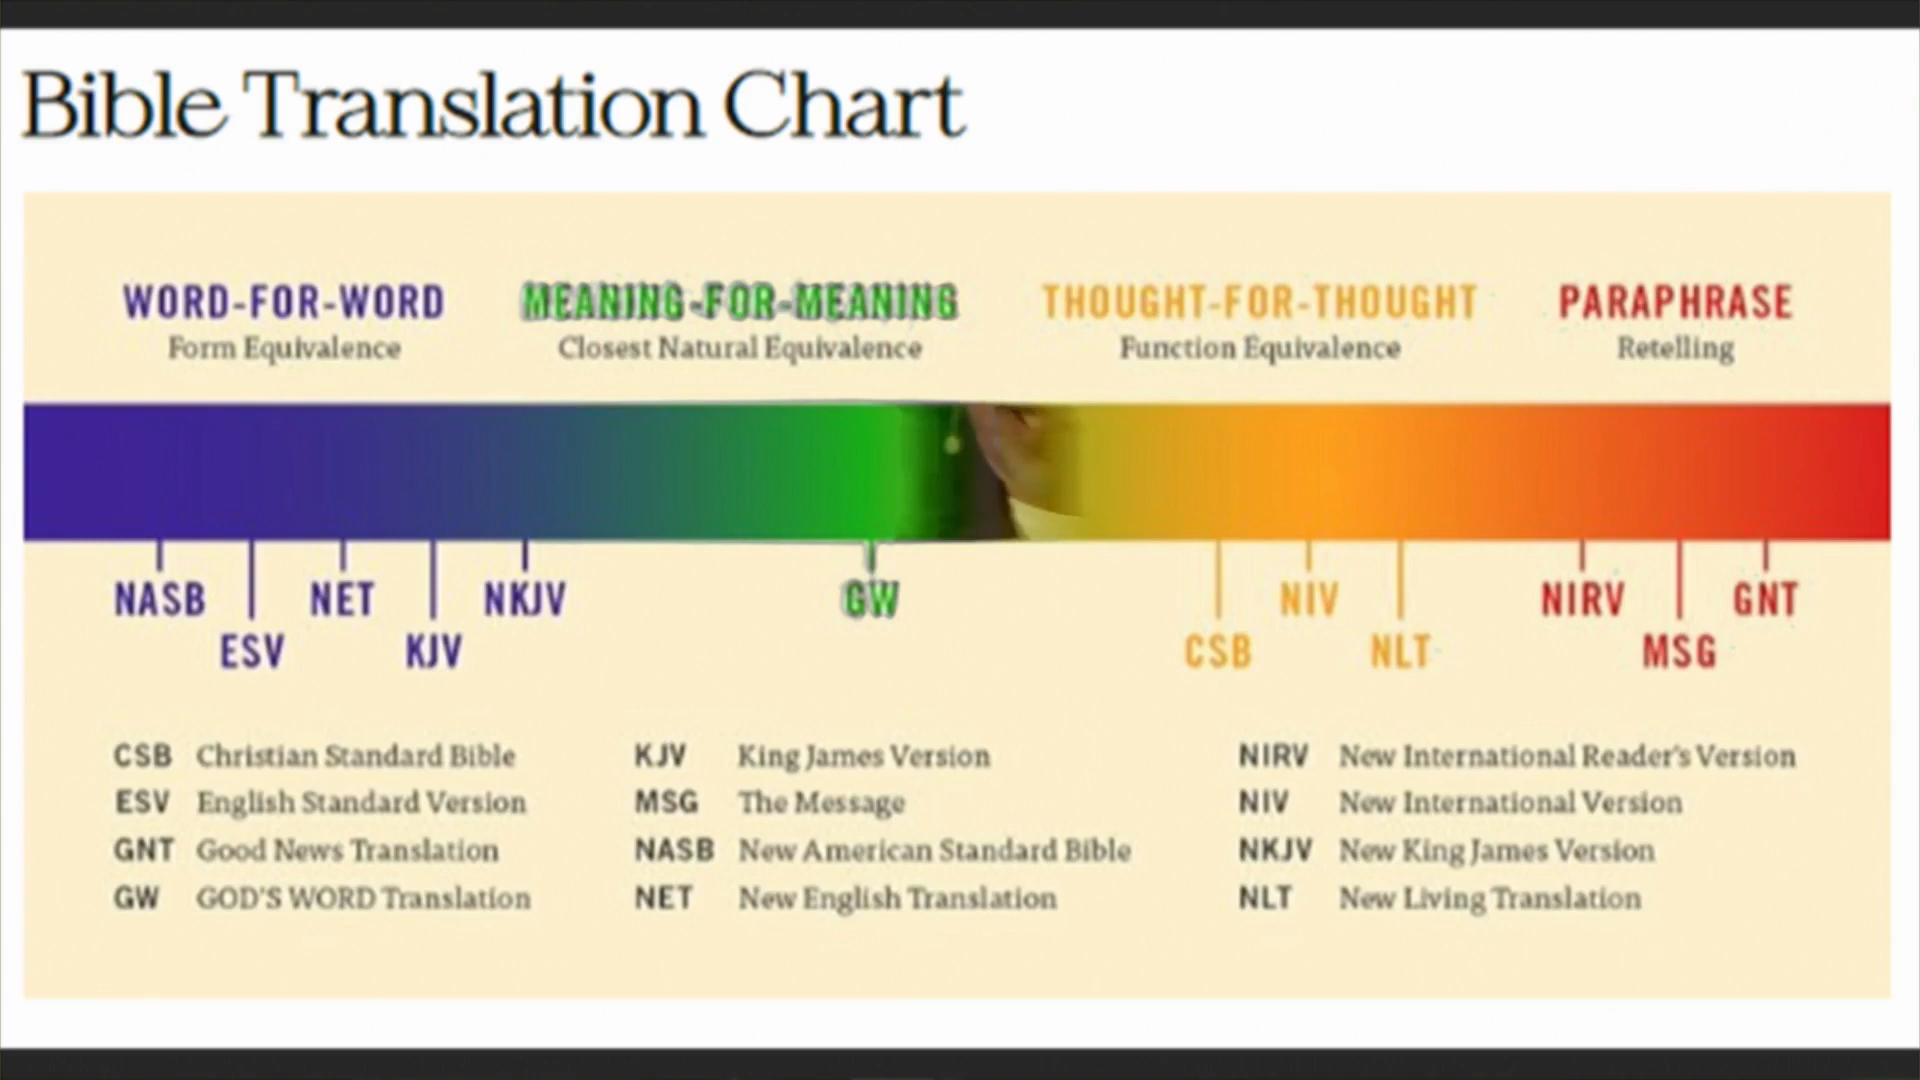 Bible Translation Chart
WORD-FOR-WORD MEANING-FOR-MEANING THOUGHT-FOR-THOUGHT PARAPHRASE
Form Equivalence Closest Natural Equivalence Function Equivalence Retelling
NASB NET NKJV GW NIV NIRV GNT
ESV KJV CSB NLT MSG
CSB Christian Standard Bible KJV King James Version NIRV New International Reader's Version
ESV English Standard Version MSG The Message NIV New International Version
GNT Good News Translation NASB New American Standard Bible NKJV New King James Version
GW GOD'S WORD Translation NET New English Translation NLT New Living Translation